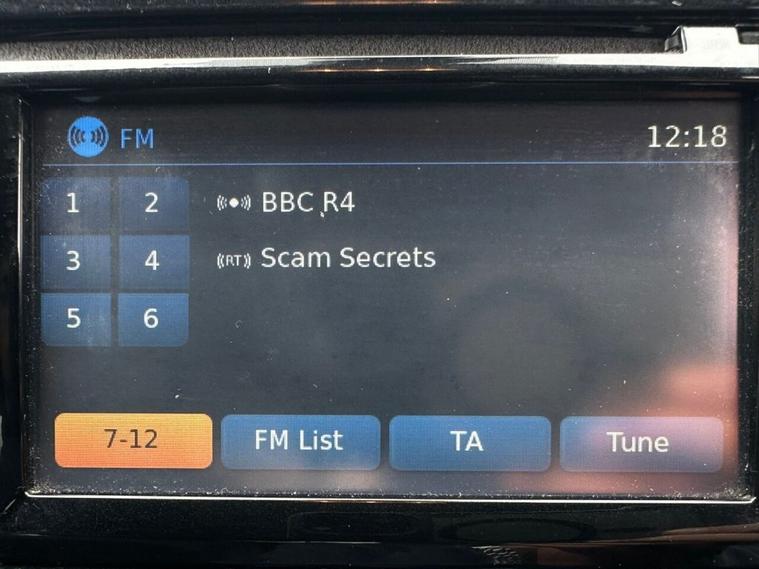 FM 12:18
1 2 BBC R4
3 4 (RT) Scam Secrets
5 6
7-12 FM List TA Tune